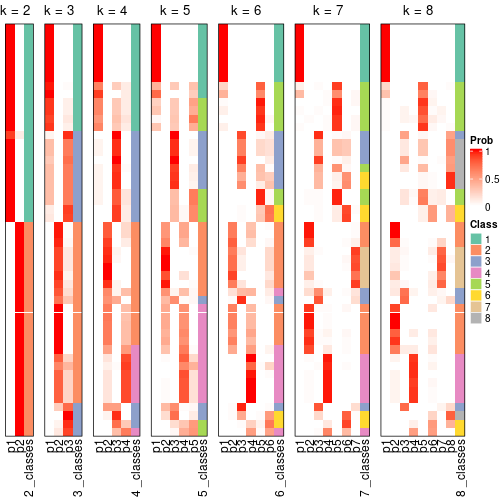 k = 2
k = 3
k = 4
k = 5
k = 6
k = 7
k = 8
Prob
1
0.5
0
Class
1
2
3
4
5
6
7
8
p1
p2
2_classes
p1
p2
p3
3_classes
p1
p2
p3
p4
4_classes
p1
p2
p3
p4
p5
5_classes
p1
p2
p3
p4
p5
p6
6_classes
p1
p2
p3
p4
p5
p6
p7
7_classes
p1
p2
p3
p4
p5
p6
p7
p8
8_classes